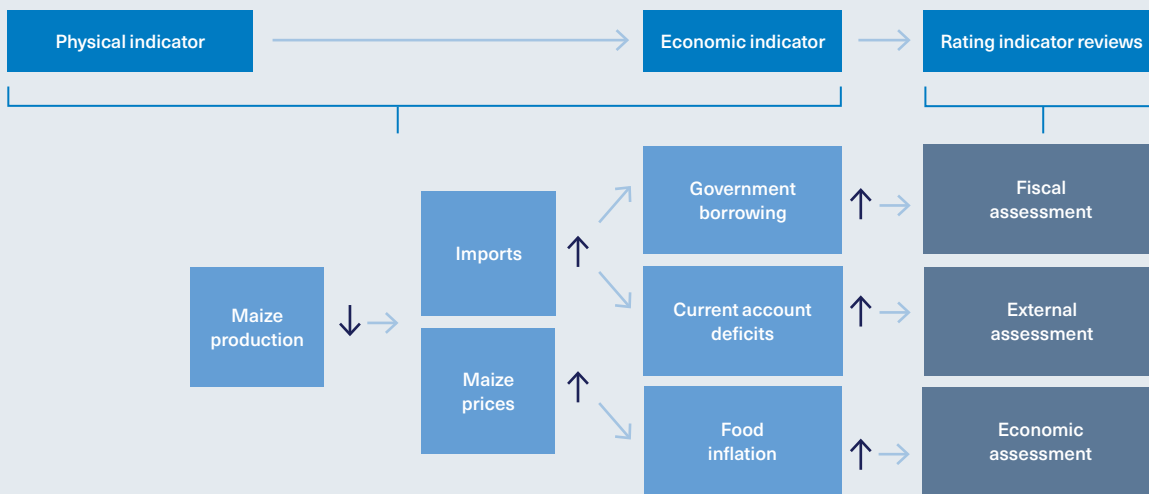 Physical indicator
Economic indicator
Rating indicator reviews
Maize
production
Imports
Maize
prices
Government
borrowing
Current account
deficits
Food
inflation
Fiscal
assessment
External
assessment
Economic
assessment